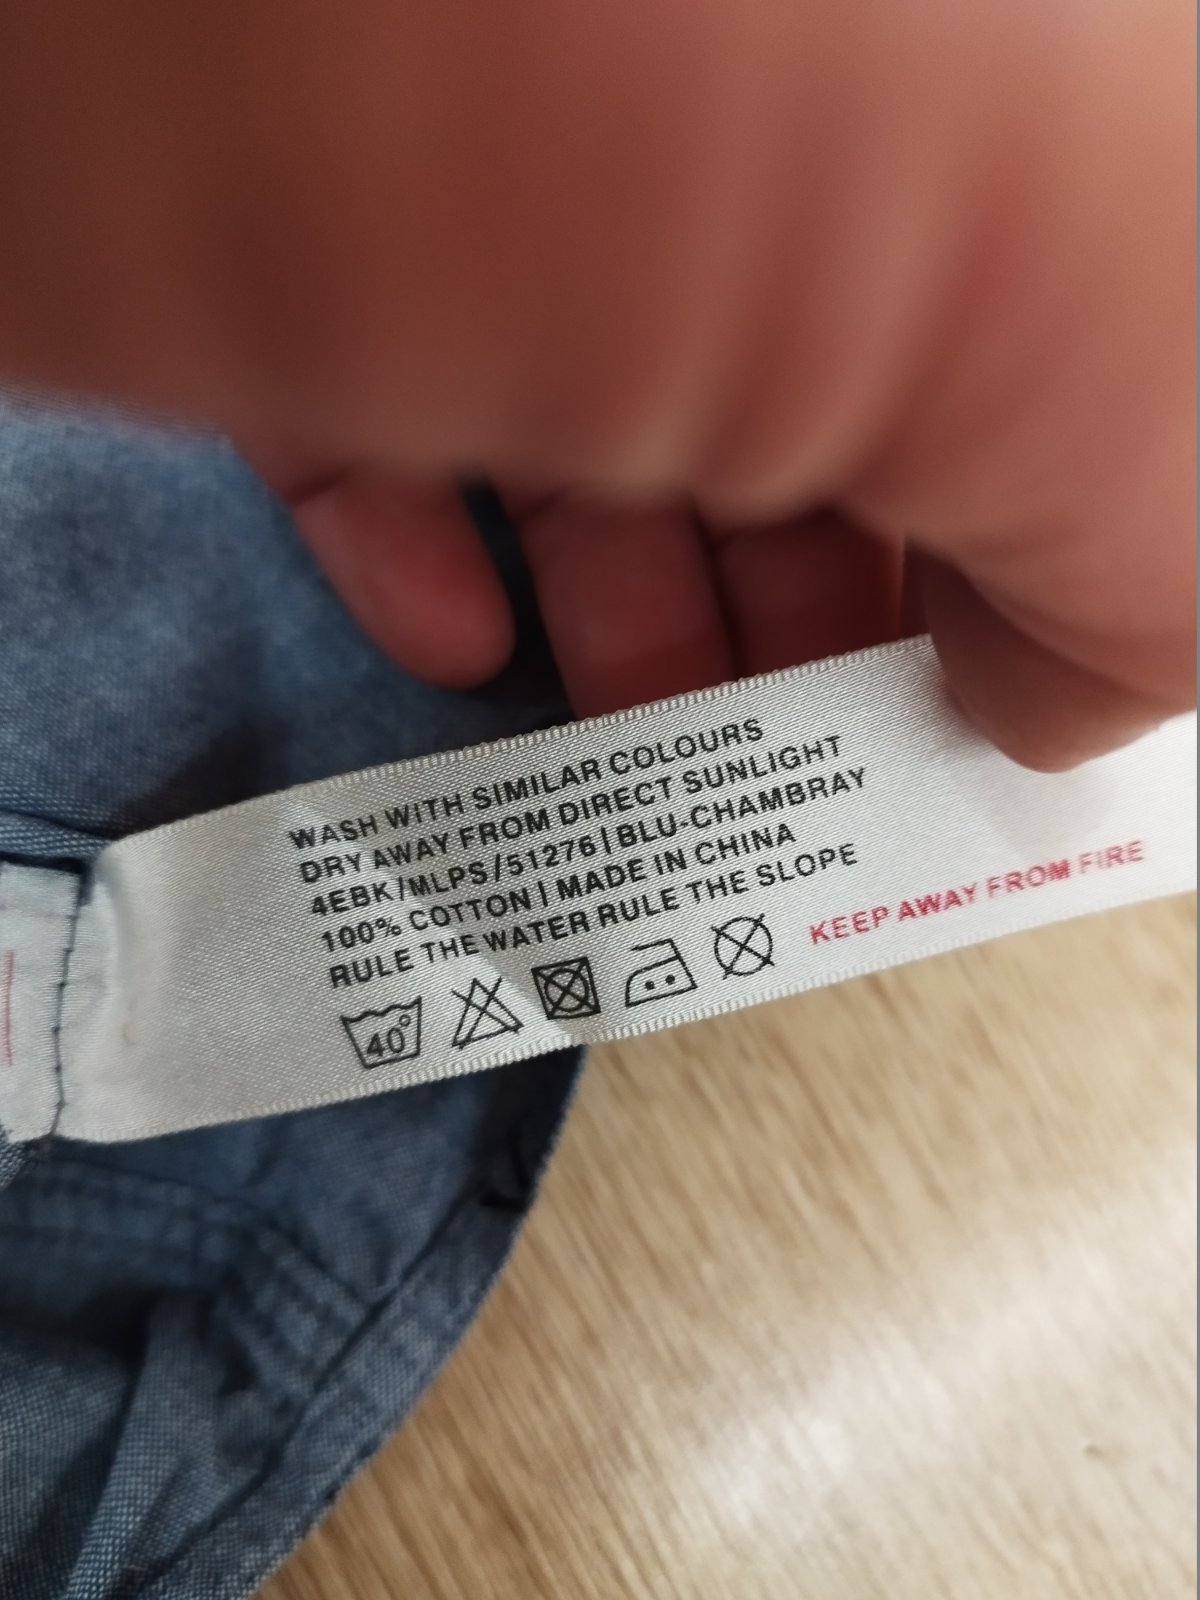 WASH WITH SIMILAR COLOURS
DRY AWAY FROM DIRECT SUNLIGHT
4EBK/MLPS/51276|BLU-CHAMBRAY
100% COTTON | MADE IN CHINA
RULE THE WATER RULE THE SLOPE
40°
KEEP AWAY FROM FIRE